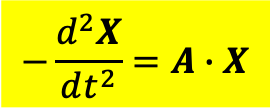 − d²X/dt² = A · X